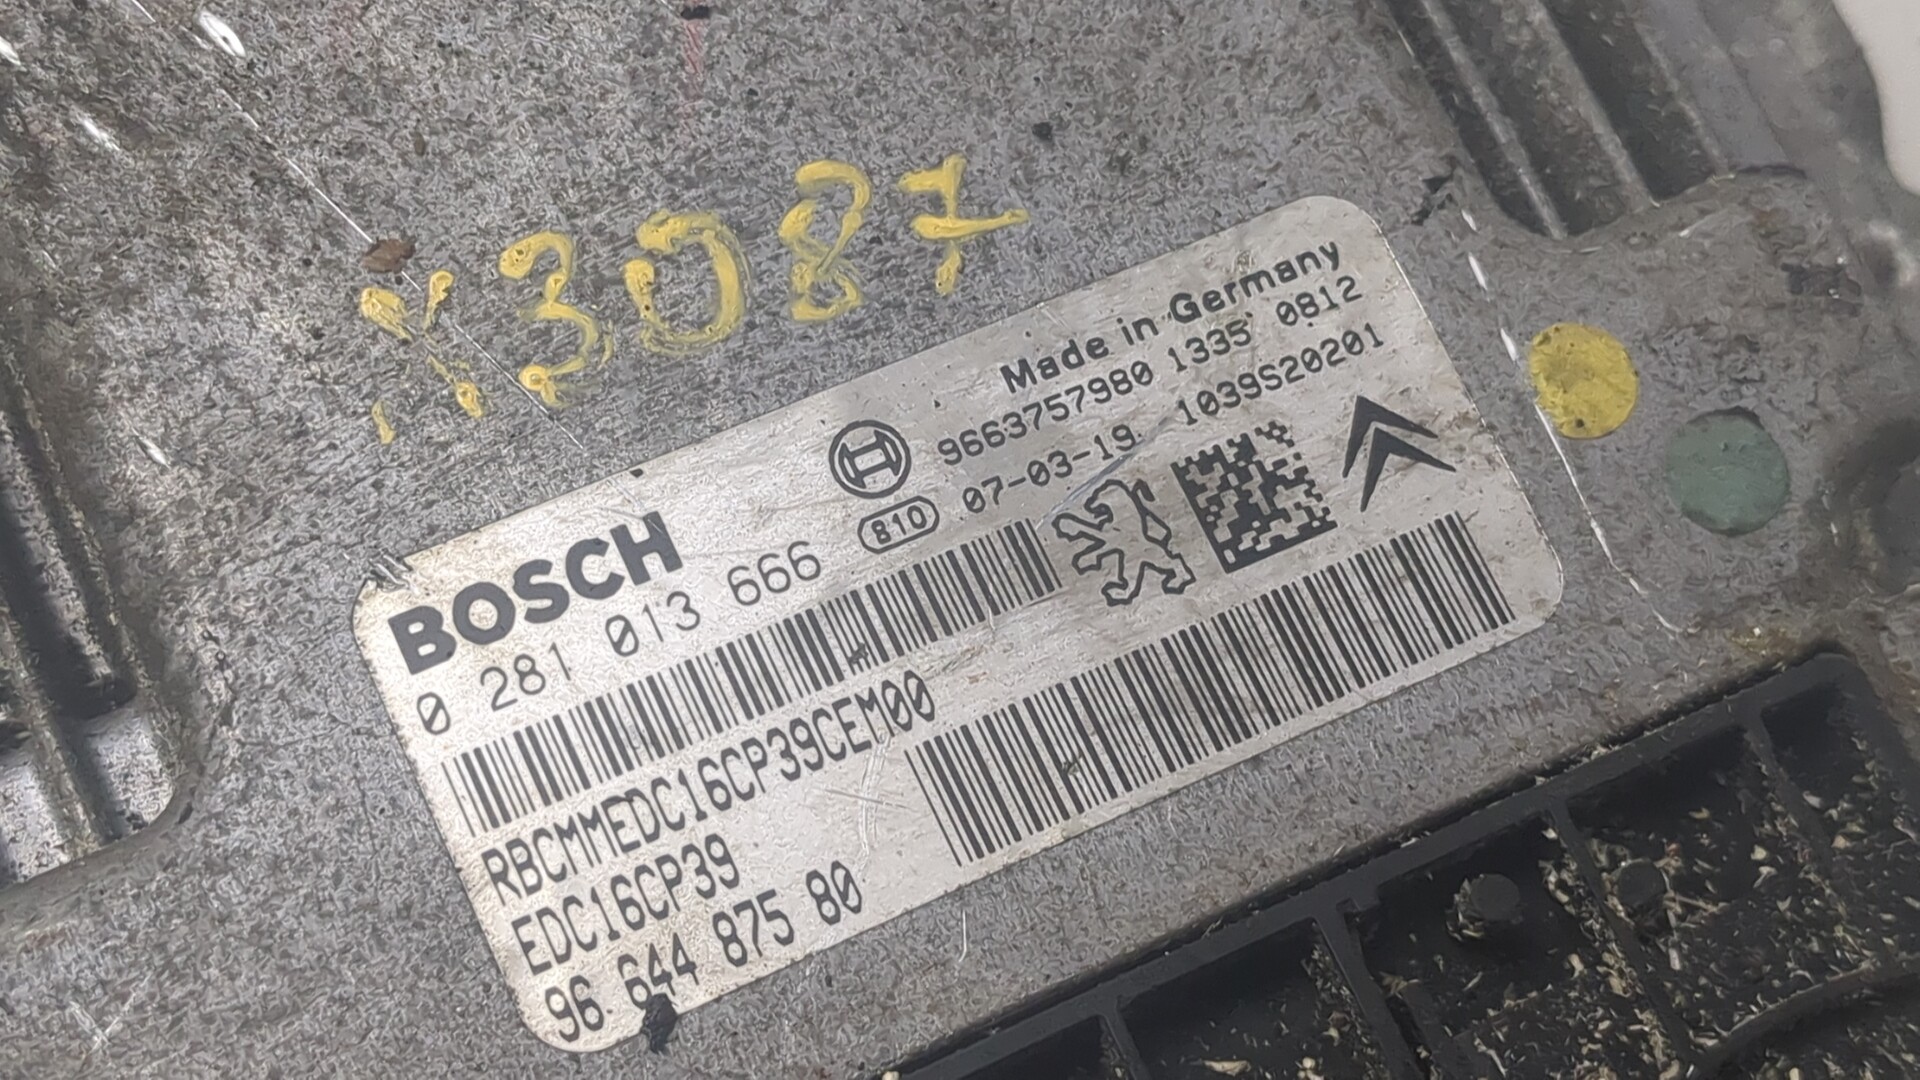 X3087
Made in Germany
9663757980 1335 0812
07-03-19 1039S20201
810
BOSCH
0 281 013 666
RBCMMEDC16CP39CEM00
EDC16CP39
96 644 875 80